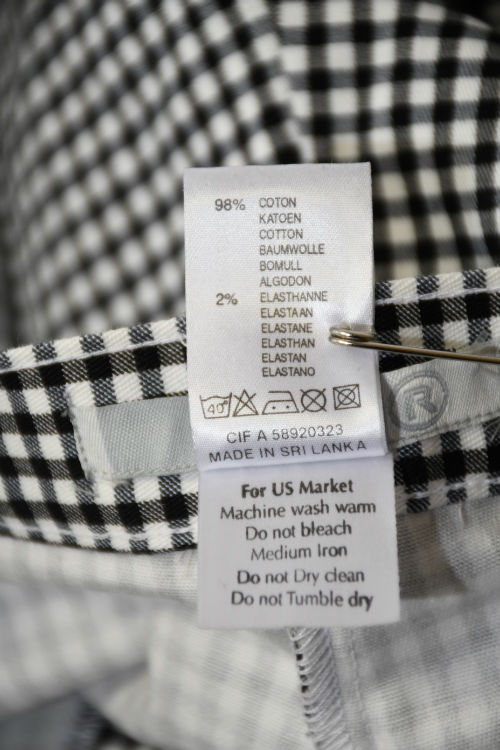 98% COTON
KATOEN
COTTON
BAUMWOLLE
BOMULL
ALGODON
2% ELASTHANNE
ELASTAAN
ELASTANE
ELASTHAN
ELASTAN
ELASTANO
40°
CIF A 58920323
MADE IN SRI LANKA
R
For US Market
Machine wash warm
Do not bleach
Medium Iron
Do not Dry clean
Do not Tumble dry